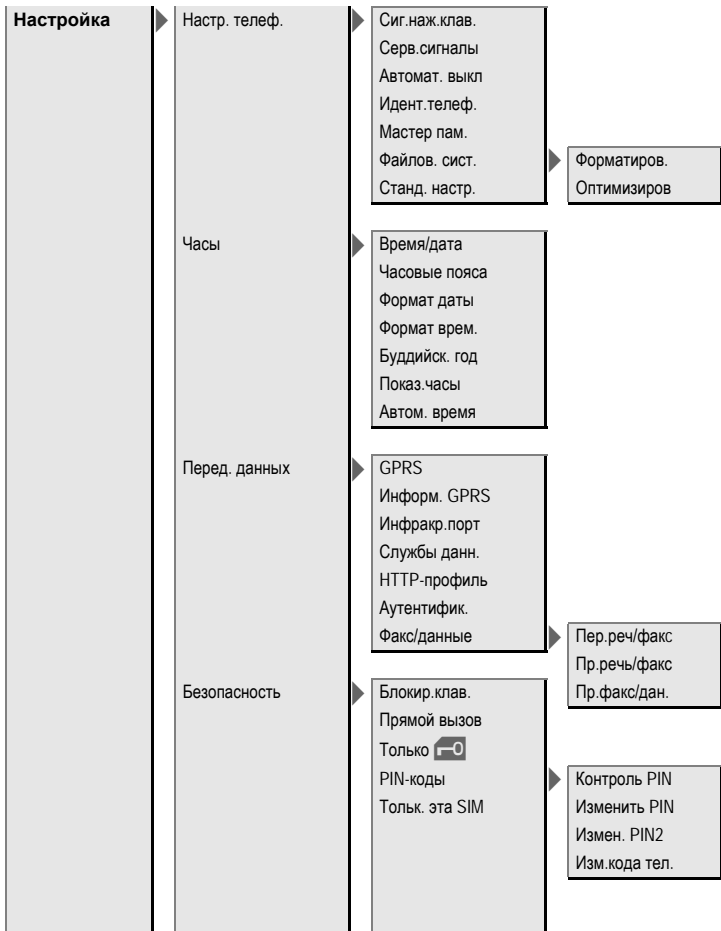 Настройка
Настр. телеф.
Сиг.наж.клав.
Серв.сигналы
Автомат. выкл
Идент.телеф.
Мастер пам.
Файлов. сист.
Форматиров.
Станд. настр.
Оптимизиров
Часы
Время/дата
Часовые пояса
Формат даты
Формат врем.
Буддийск. год
Показ.часы
Автом. время
Перед. данных
GPRS
Информ. GPRS
Инфракр.порт
Службы данн.
HTTP-профиль
Аутентифик.
Факс/данные
Пер.реч/факс
Пр.речь/факс
Пр.факс/дан.
Безопасность
Блокир.клав.
Прямой вызов
Только
PIN-коды
Тольк. эта SIM
Контроль PIN
Изменить PIN
Измен. PIN2
Изм.кода тел.